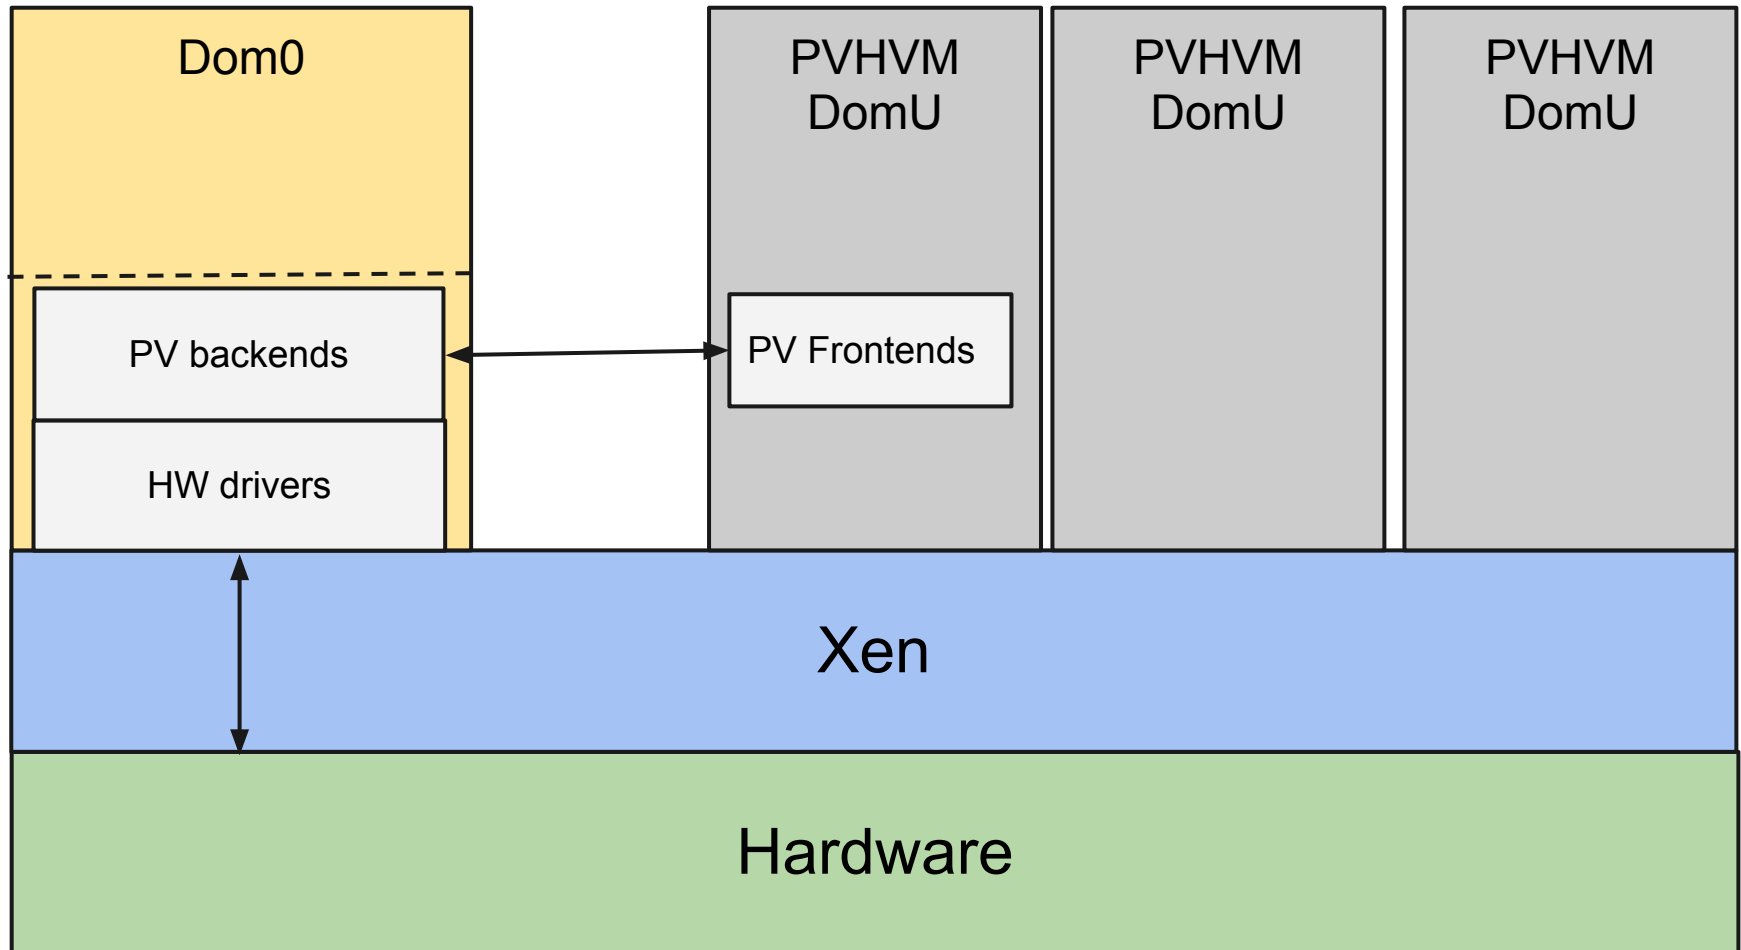 Dom0
PVHVM
DomU
PVHVM
DomU
PVHVM
DomU
PV backends
PV Frontends
HW drivers
Xen
Hardware